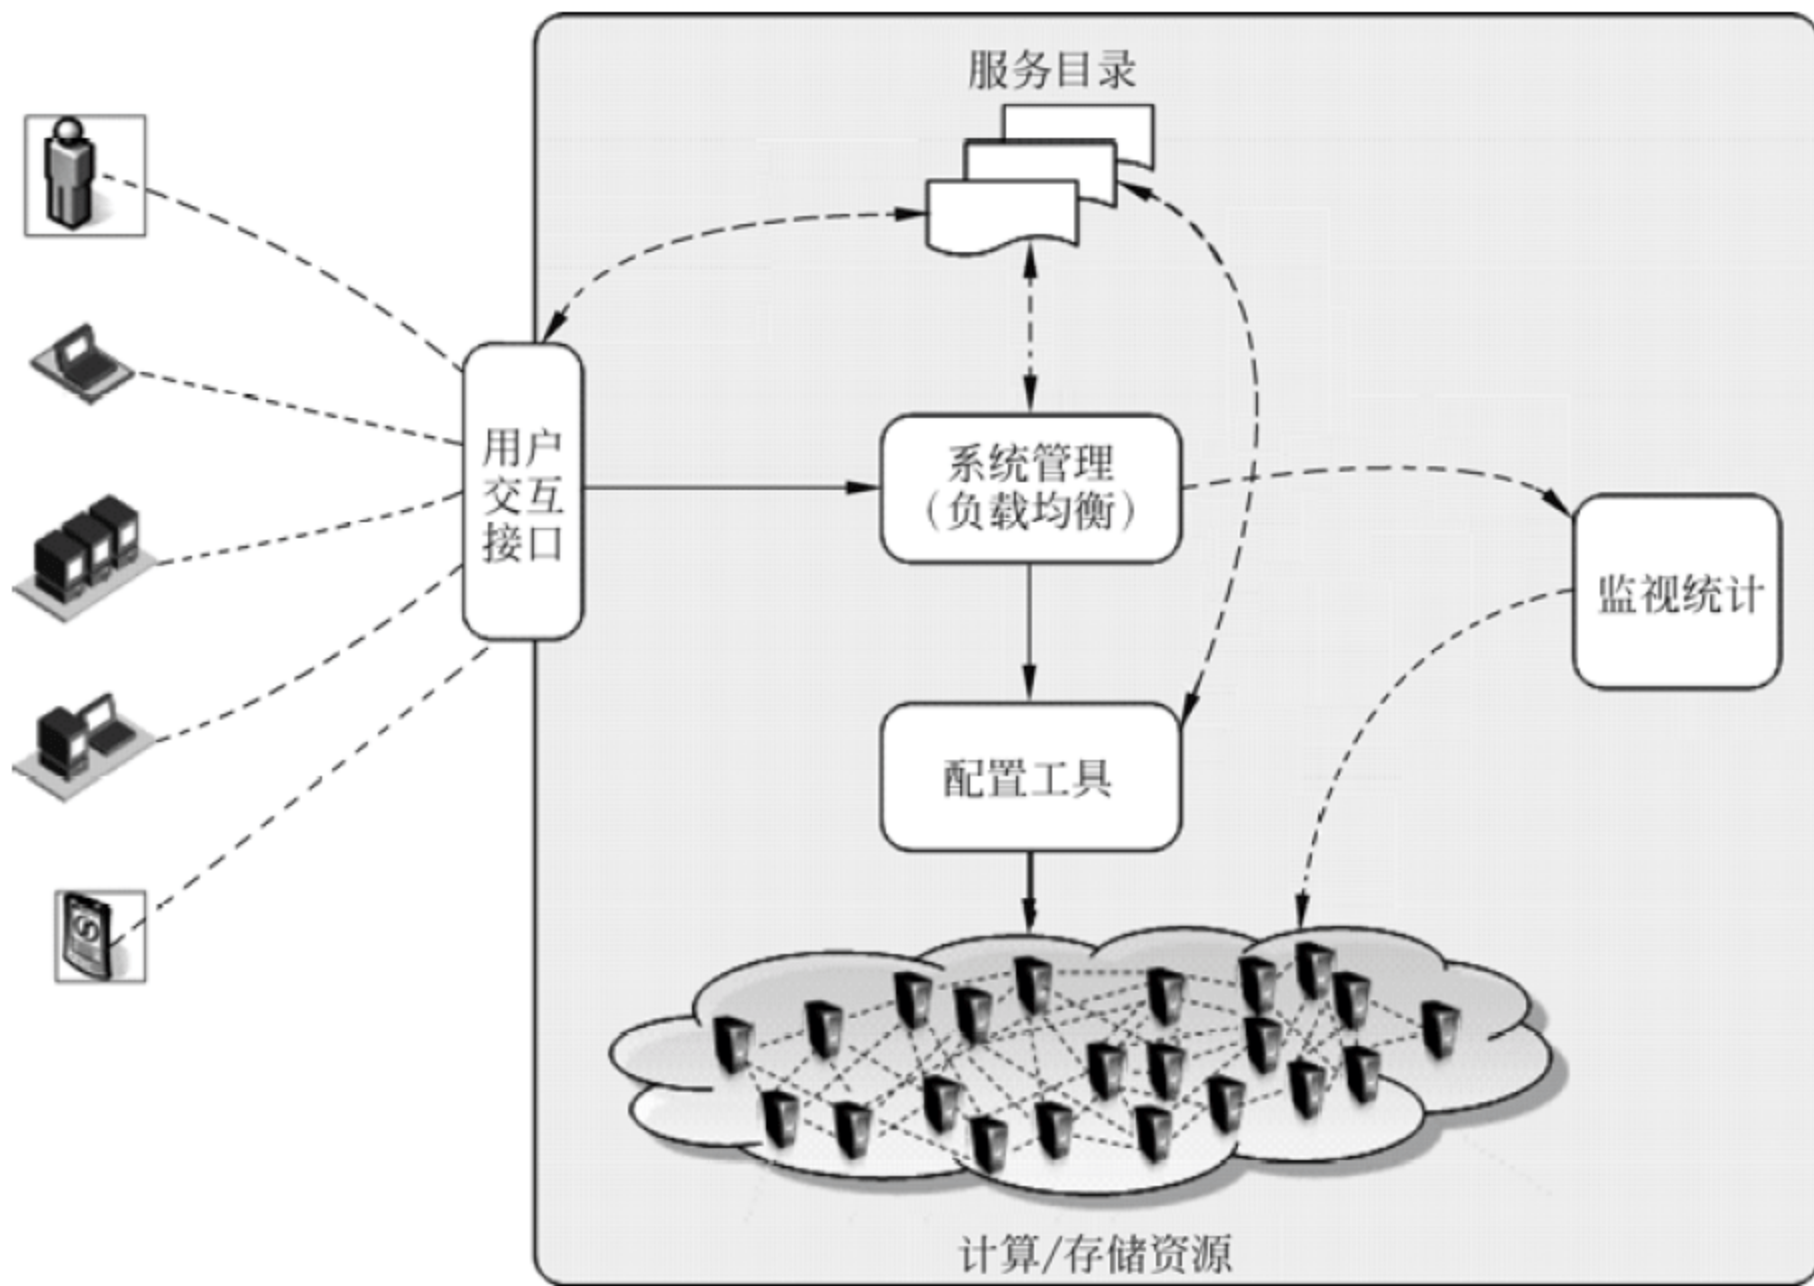 服务目录
用户
交互
接口
系统管理
（负载均衡）
监视统计
配置工具
计算/存储资源